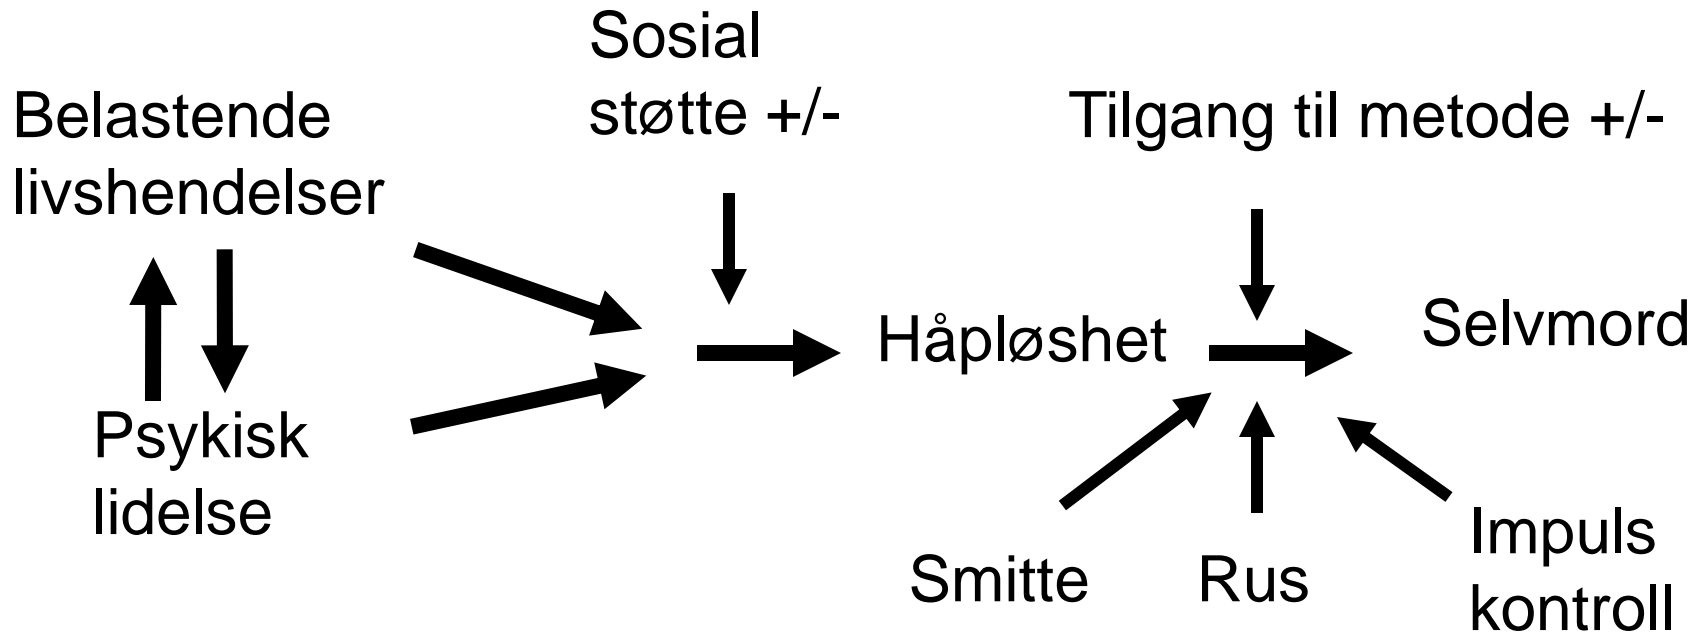 Sosial
støtte +/-
Belastende
livshendelser
Tilgang til metode +/-
Håpløshet
Selvmord
Psykisk
lidelse
Smitte
Rus
Impuls
kontroll